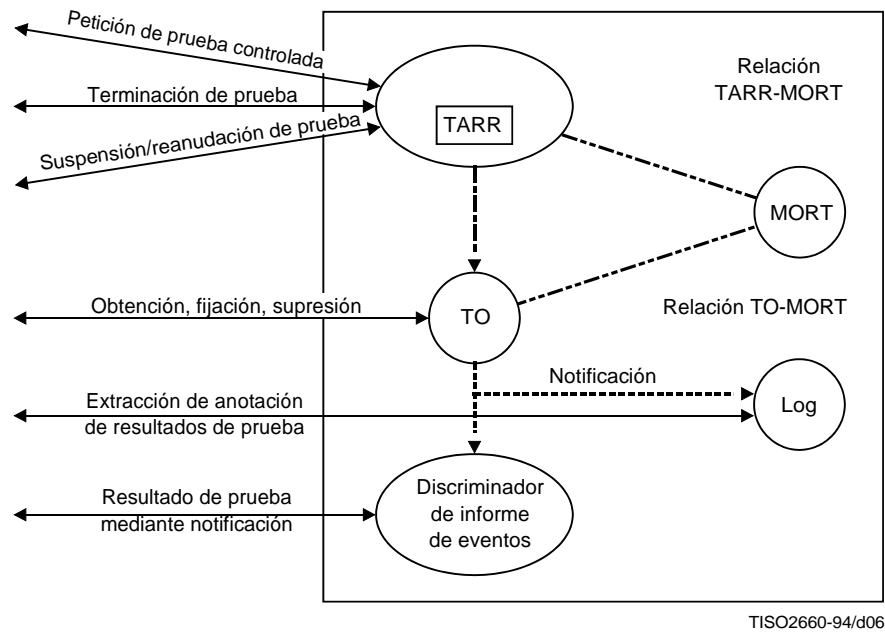 Petición de prueba controlada
Terminación de prueba
Suspensión/reanudación de prueba
TARR
Relación
TARR-MORT
MORT
Obtención, fijación, supresión
TO
Relación TO-MORT
Notificación
Extracción de anotación
de resultados de prueba
Log
Resultado de prueba
mediante notificación
Discriminador
de informe
de eventos
TISO2660-94/d06